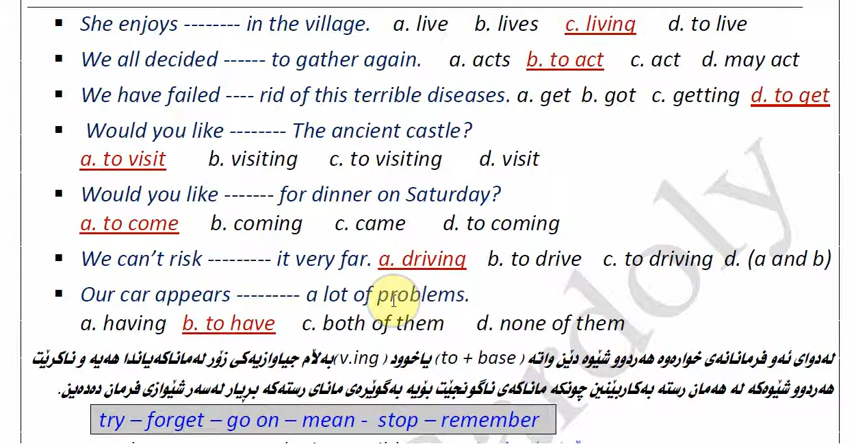 ▪ She enjoys -------- in the village. a. live b. lives c. living d. to live
▪ We all decided ------ to gather again. a. acts b. to act c. act d. may act
▪ We have failed ---- rid of this terrible diseases. a. get b. got c. getting d. to get
▪ Would you like -------- The ancient castle?
a. to visit b. visiting c. to visiting d. visit
▪ Would you like ------- for dinner on Saturday?
a. to come b. coming c. came d. to coming
▪ We can't risk --------- it very far. a. driving b. to drive c. to driving d. (a and b)
▪ Our car appears --------- a lot of problems.
a. having b. to have c. both of them d. none of them
لەدوای ئەو فرمانانەی خوارەوە هەردوو شێوە دێن واتە (to + base) یاخوود (v.ing) بەڵام جیاوازیەکی زۆر لەماناکەیاندا هەیە و ناکرێت
هەردوو شێوەکە لە هەمان رستە بەکاربێنین چونکە ماناکەی ناگونجێت بۆیە بەگوێرەی مانای رستەکە بریار لەسەر شێوازی فرمان دەدەین.
try – forget – go on – mean - stop – remember
ardoly